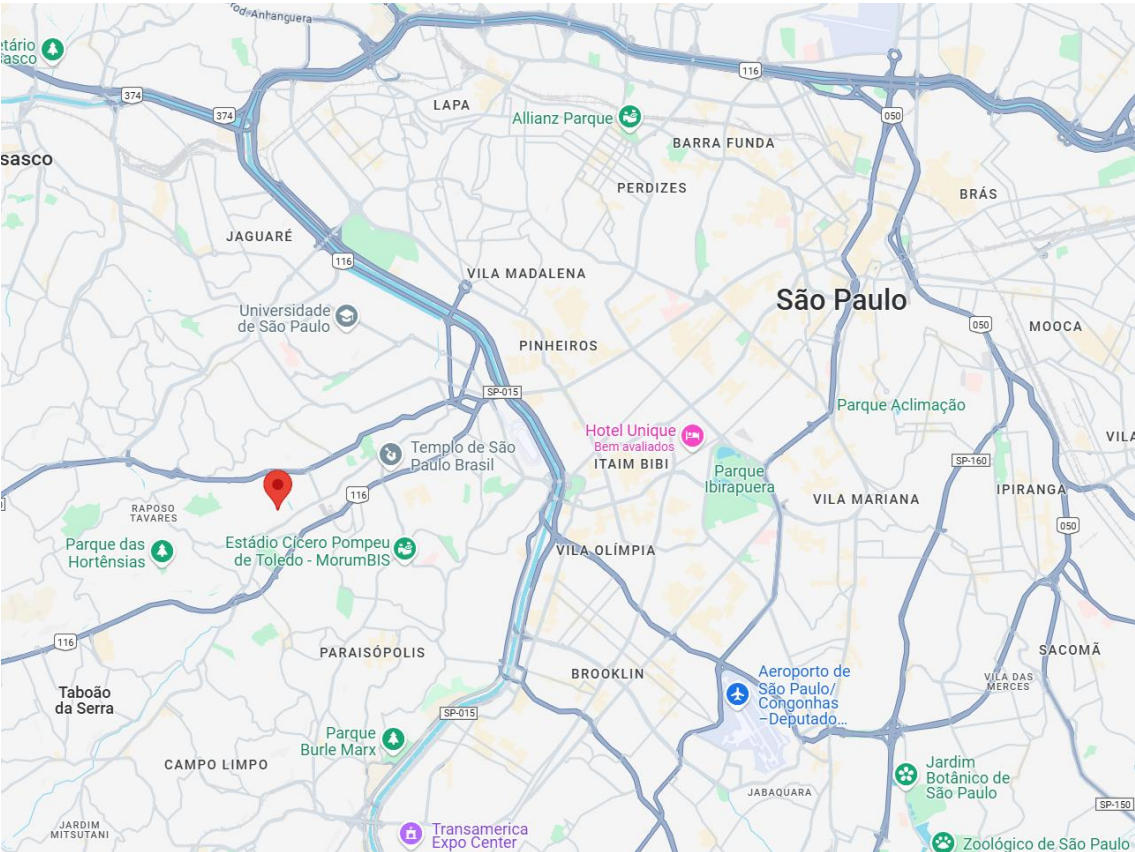 rod.-Anhanguera
etário
asco
374
374
116
050
LAPA
Allianz Parque
BARRA FUNDA
PERDIZES
BRÁS
sasco
JAGUARÉ
116
VILA MADALENA
Universidade
de São Paulo
São Paulo
050
MOOCA
PINHEIROS
SP-015
Parque Aclimação
Hotel Unique
Bem avaliados
ITAIM BIBI
VILA
Templo de São
Paulo Brasil
Parque
Ibirapuera
SP-160
IPIRANGA
116
VILA MARIANA
RAPOSO
TAVARES
050
Parque das
Hortênsias
Estádio Cícero Pompeu
de Toledo - MorumBIS
VILA OLÍMPIA
116
PARAISÓPOLIS
SACOMÃ
BROOKLIN
Aeroporto de
São Paulo/
Congonhas
–Deputado...
VILA DAS
MERCES
Taboão
da Serra
SP-015
Parque
Burle Marx
CAMPO LIMPO
Jardim
Botânico de
São Paulo
JABAQUARA
SP-150
JARDIM
MITSUTANI
Transamerica
Expo Center
Zoológico de São Paulo